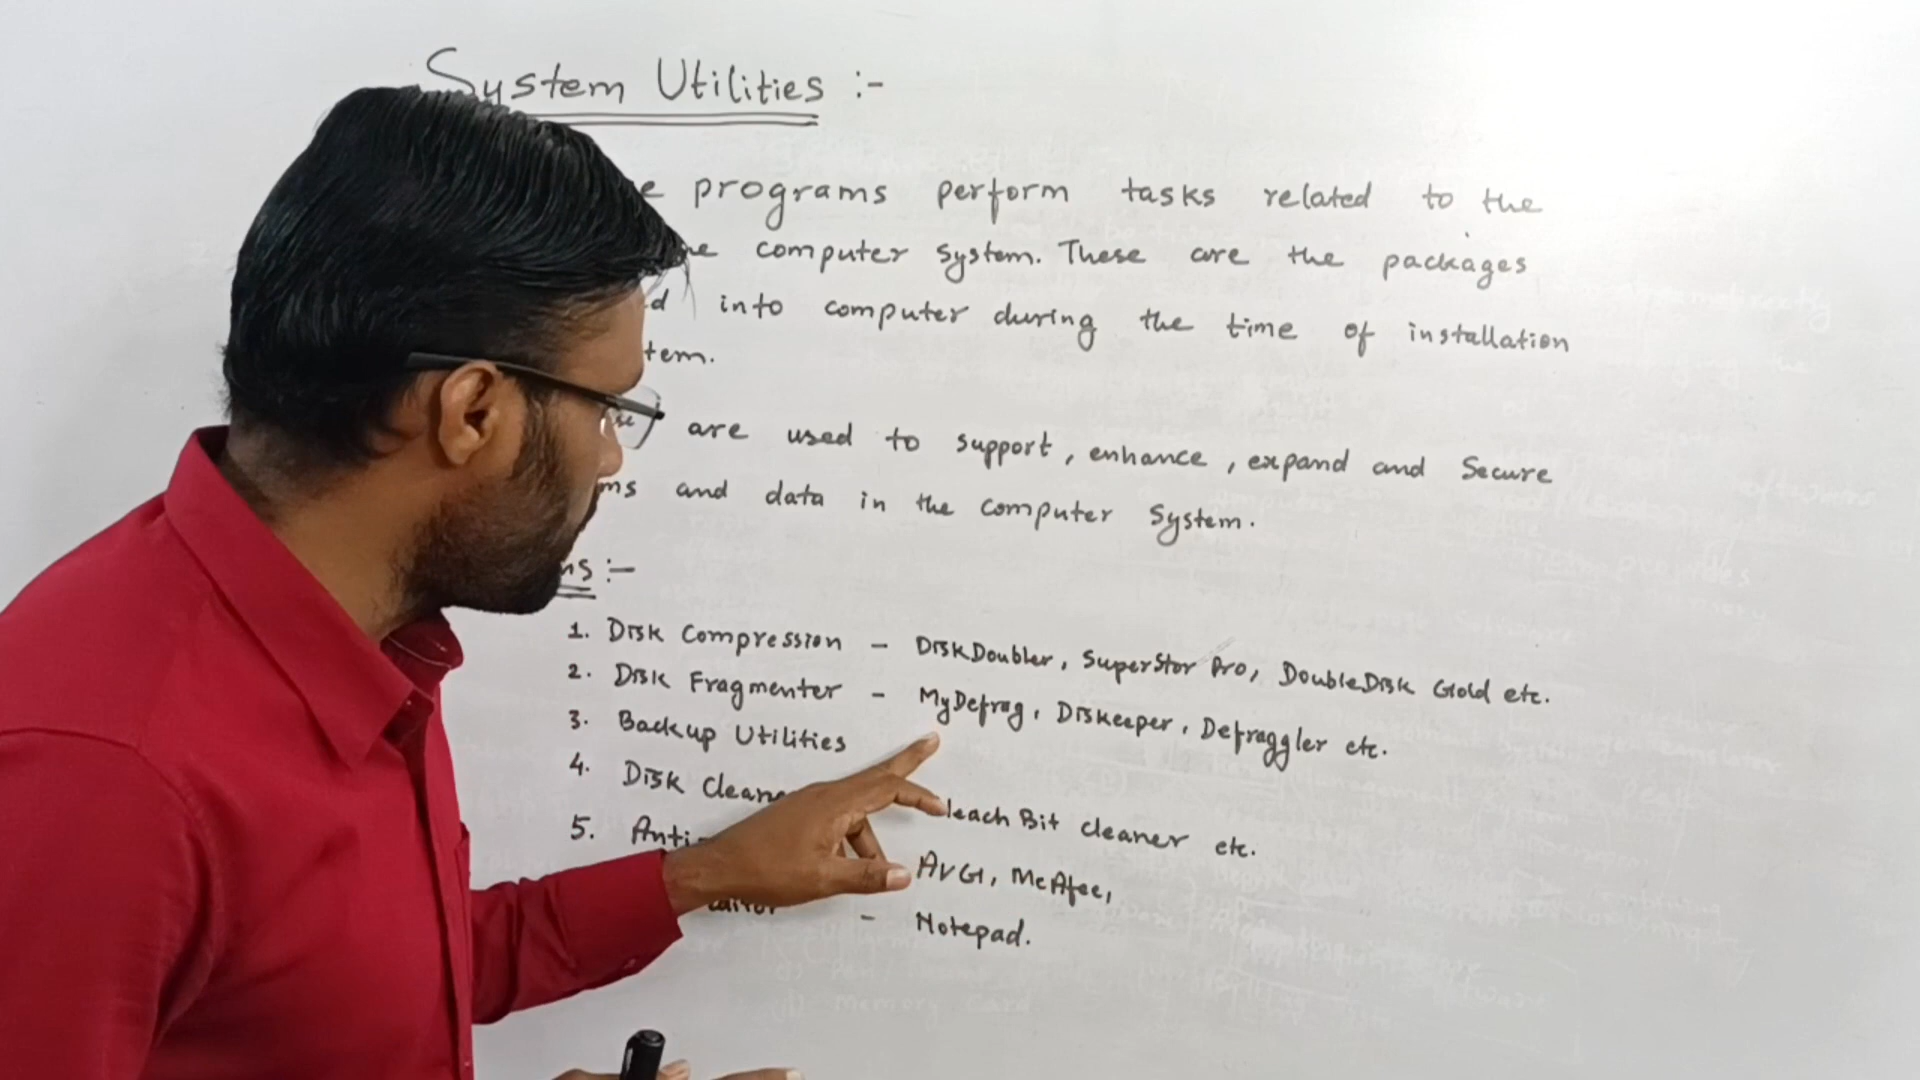 System Utilities :-
programs perform tasks related to the
computer system. These are the packages
into computer during the time of installation
tem.
are used to support, enhance, expand and Secure
ms and data in the computer System.
ms :-
1. Disk Compression - DiskDoubler, SuperStor Pro, DoubleDisk Gold etc.
2. Disk Fragmenter - MyDefrag, Diskeeper, Defraggler etc.
3. Backup Utilities
4. Disk Cleane leach Bit cleaner etc.
5. Anti- AVG, McAfee,
ditor - Notepad.